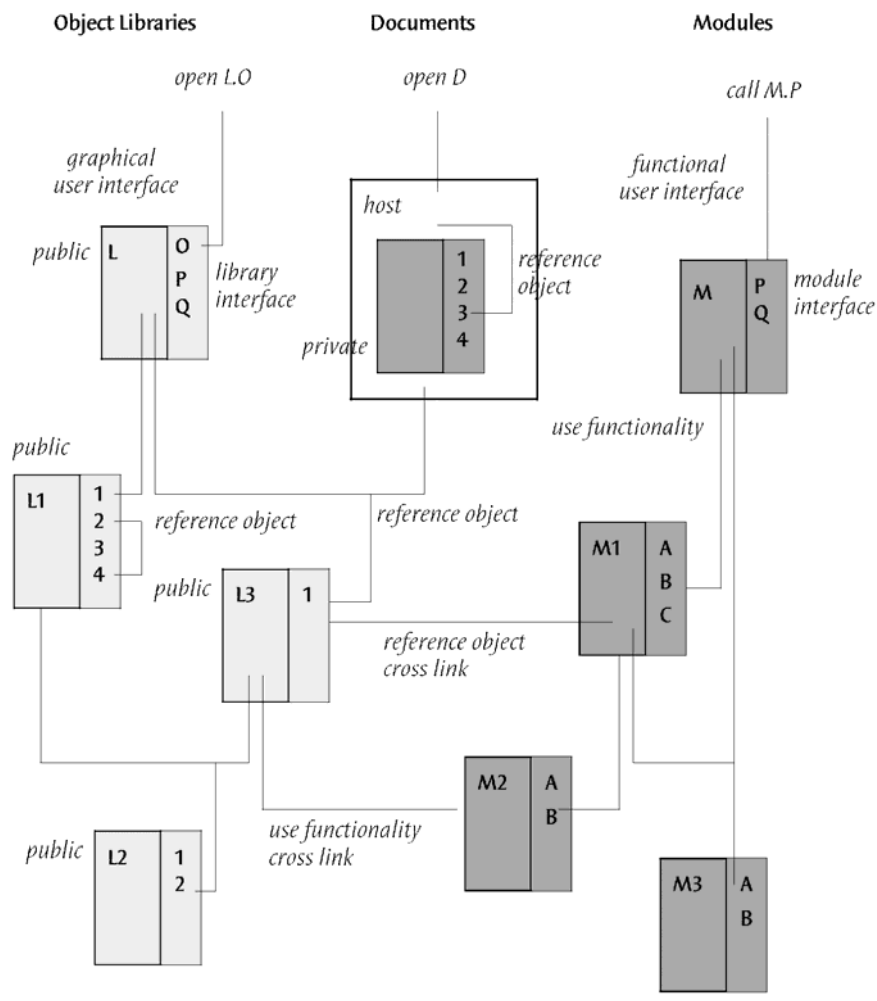 Object Libraries
Documents
Modules
open L.O
open D
call M.P
graphical
user interface
functional
user interface
host
public
L
O
P
Q
library
interface
1
2
3
4
reference
object
private
M
P
Q
module
interface
use functionality
public
L1
1
2
3
4
reference object
reference object
public
L3
1
M1
A
B
C
reference object
cross link
M2
A
B
use functionality
cross link
public
L2
1
2
M3
A
B